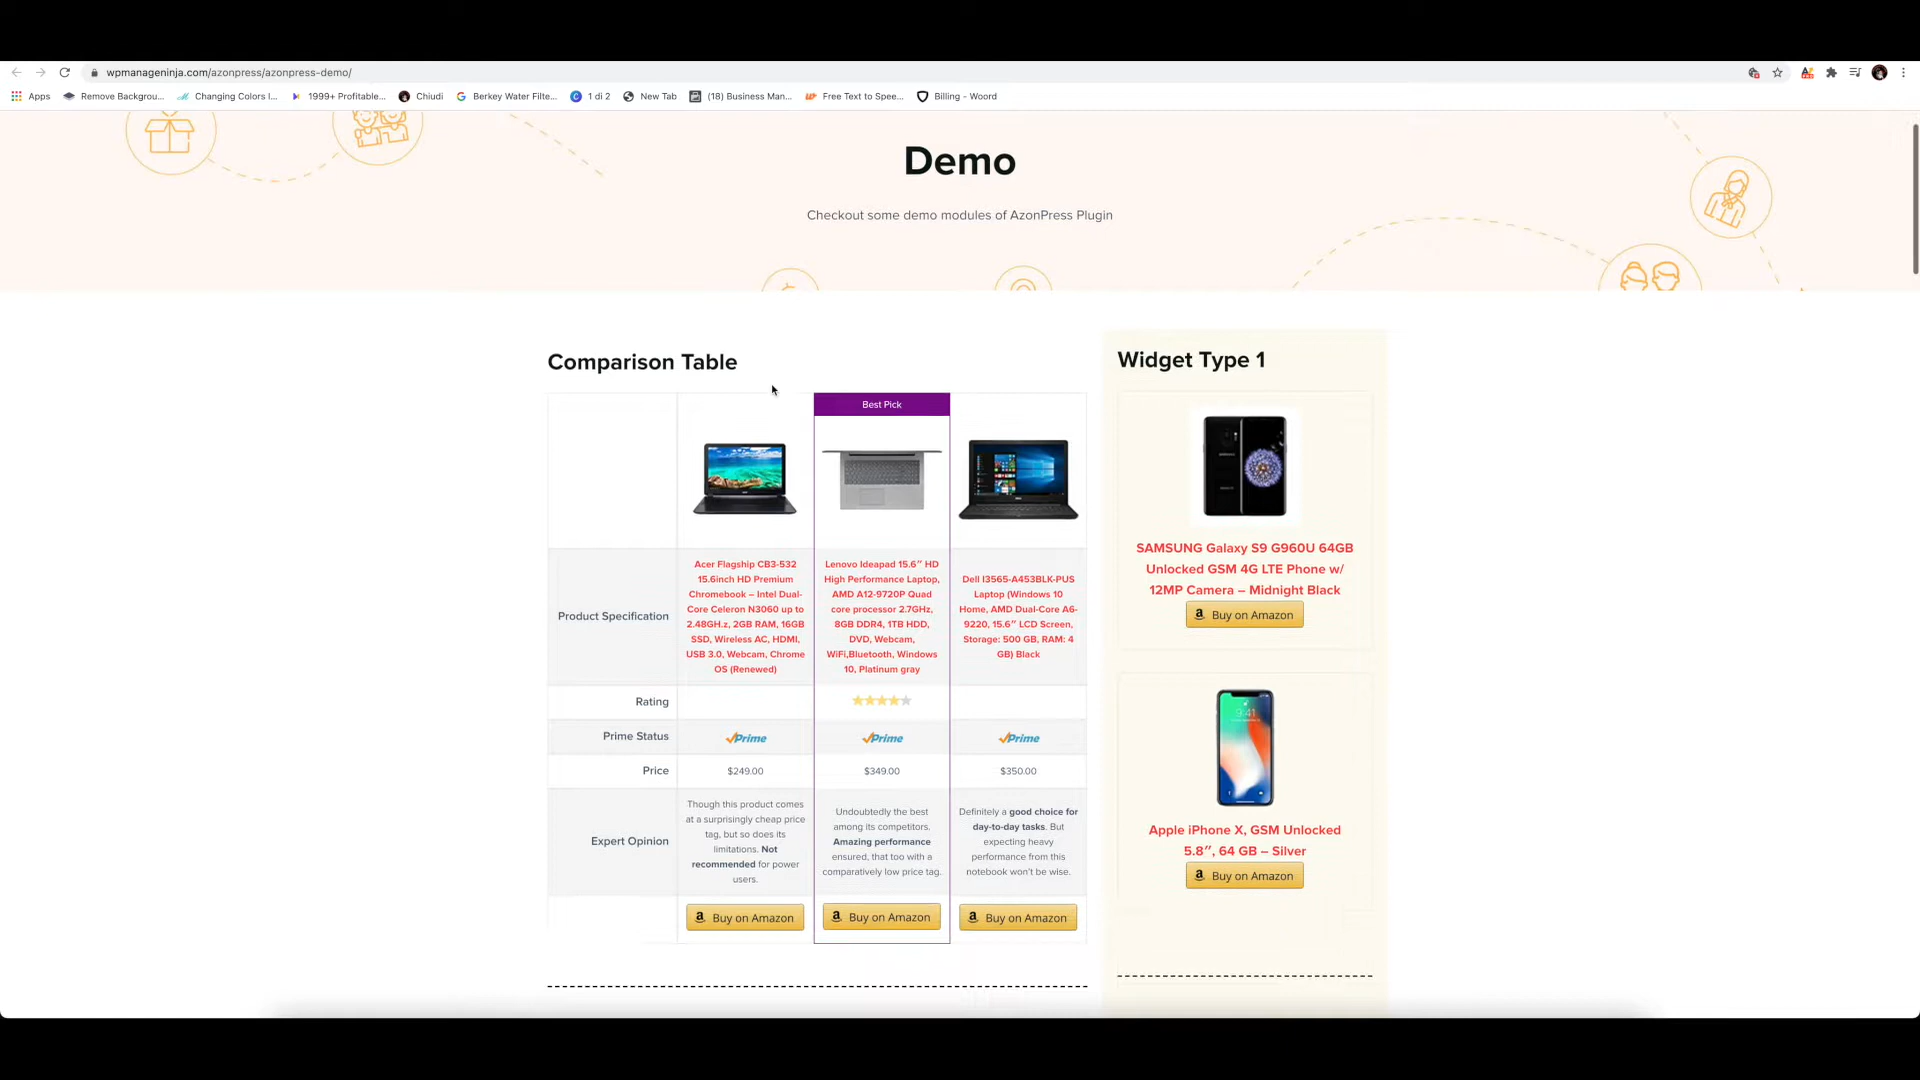 wpmanageninja.com/azonpress/azonpress-demo/
Apps
Remove Backgrou...
Changing Colors I...
1999+ Profitable...
Chiudi
Berkey Water Filte...
1 di 2
New Tab
(18) Business Man...
Free Text to Spee...
Billing - Woord
Demo
Checkout some demo modules of AzonPress Plugin
Comparison Table
Best Pick
Product Specification
Acer Flagship CB3-532
15.6inch HD Premium
Chromebook – Intel Dual-
Core Celeron N3060 up to
2.48GH.z, 2GB RAM, 16GB
SSD, Wireless AC, HDMI,
USB 3.0, Webcam, Chrome
OS (Renewed)
Lenovo Ideapad 15.6″ HD
High Performance Laptop,
AMD A12-9720P Quad
core processor 2.7GHz,
8GB DDR4, 1TB HDD,
DVD, Webcam,
WiFi,Bluetooth, Windows
10, Platinum gray
Dell I3565-A453BLK-PUS
Laptop (Windows 10
Home, AMD Dual-Core A6-
9220, 15.6″ LCD Screen,
Storage: 500 GB, RAM: 4
GB) Black
Rating
Prime Status
Prime
Prime
Prime
Price
$249.00
$349.00
$350.00
Expert Opinion
Though this product comes
at a surprisingly cheap price
tag, but so does its
limitations. Not
recommended for power
users.
Undoubtedly the best
among its competitors.
Amazing performance
ensured, that too with a
comparatively low price tag.
Definitely a good choice for
day-to-day tasks. But
expecting heavy
performance from this
notebook won't be wise.
Buy on Amazon
Buy on Amazon
Buy on Amazon
Widget Type 1
SAMSUNG Galaxy S9 G960U 64GB
Unlocked GSM 4G LTE Phone w/
12MP Camera – Midnight Black
Buy on Amazon
9:41
Apple iPhone X, GSM Unlocked
5.8″, 64 GB – Silver
Buy on Amazon